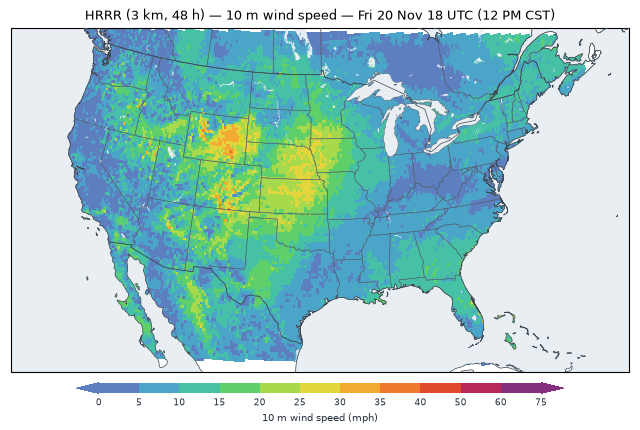 HRRR (3 km, 48 h) — 10 m wind speed — Fri 20 Nov 18 UTC (12 PM CST)
0 5 10 15 20 25 30 35 40 50 60 75
10 m wind speed (mph)